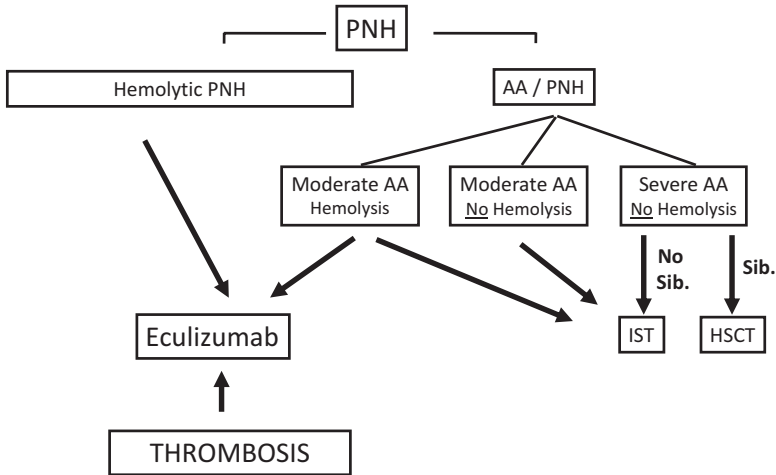 PNH
Hemolytic PNH
AA / PNH
Moderate AA
Hemolysis
Moderate AA
No Hemolysis
Severe AA
No Hemolysis
No
Sib.
Sib.
Eculizumab
IST
HSCT
THROMBOSIS